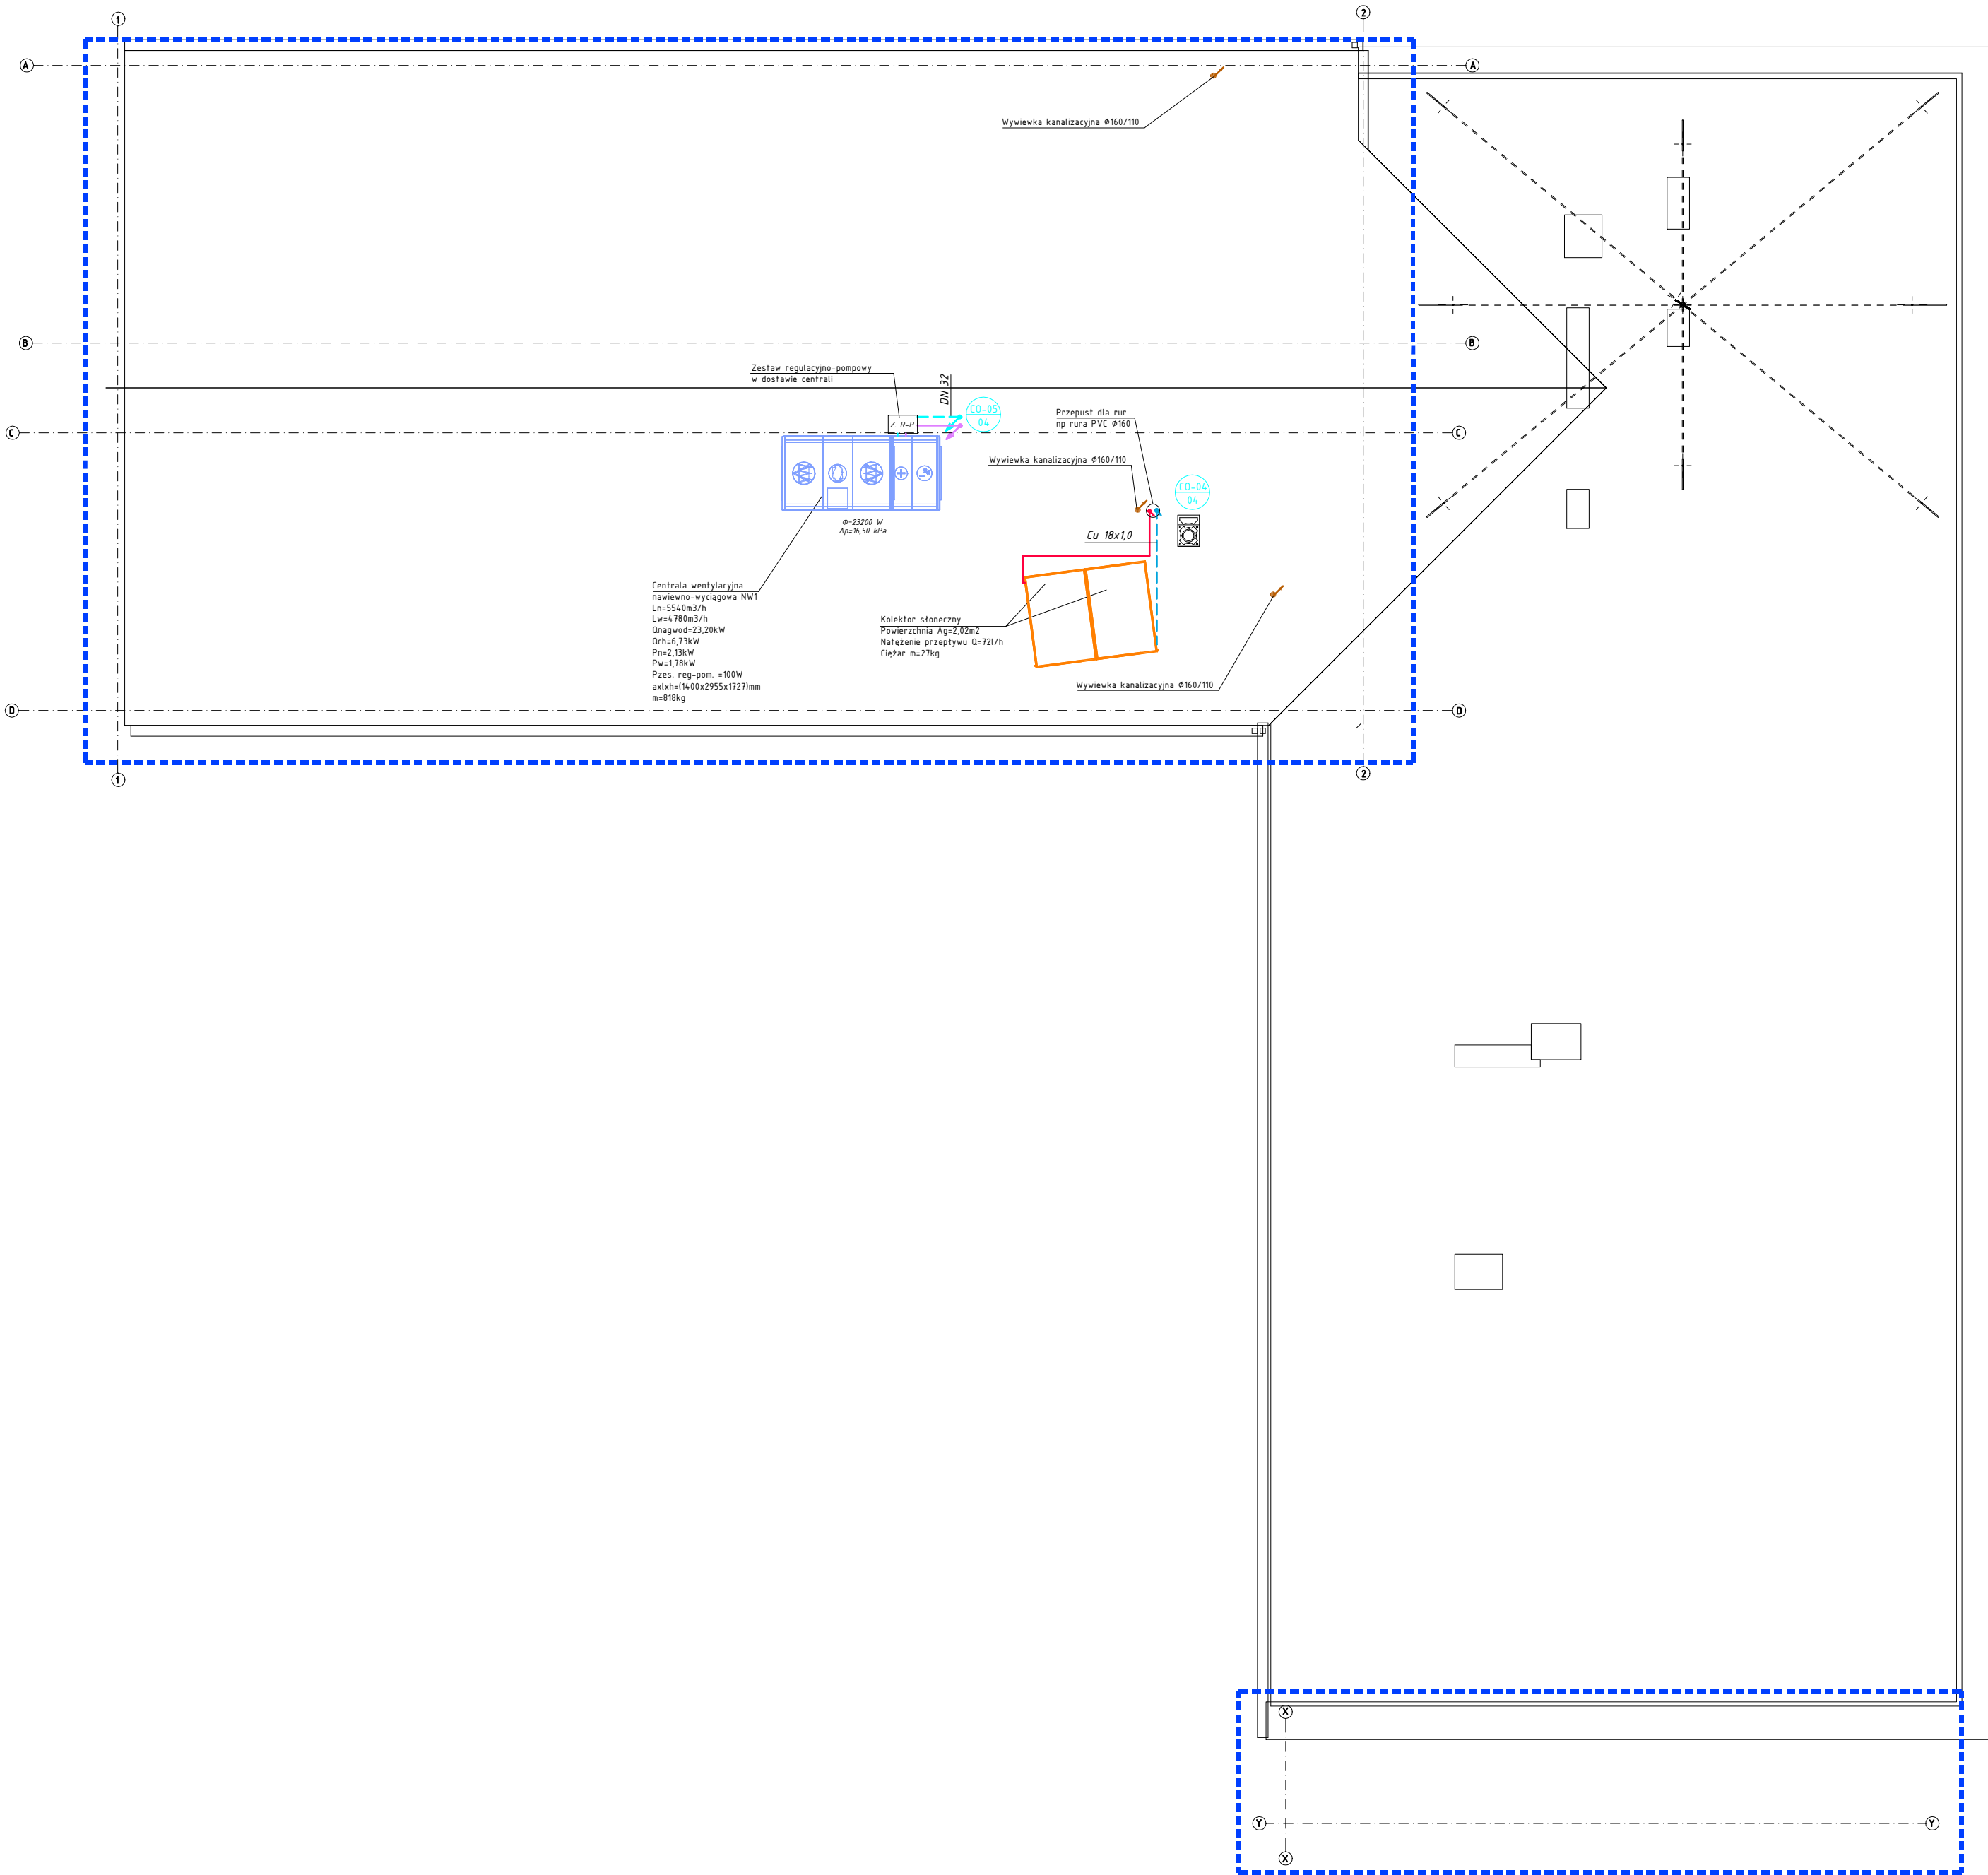 1
2
A
A
Wywiewka kanalizacyjna Φ160/110
B
B
Zestaw regulacyjno-pompowy
w dostawie centrali
DN 32
CO-05
04
Z. R-P
Przepust dla rur
np rura PVC Φ160
C
C
Wywiewka kanalizacyjna Φ160/110
CO-04
04
Φ=23200 W
Δp=16,50 kPa
Cu 18x1,0
Centrala wentylacyjna
nawiewno-wyciągowa NW1
Ln=5540m3/h
Lw=4780m3/h
Qnagwod=23,20kW
Qch=6,73kW
Pn=2,13kW
Pw=1,78kW
Pzes. reg-pom. =100W
axlxh=(1400x2955x1727)mm
m=818kg
Kolektor słoneczny
Powierzchnia Ag=2,02m2
Natężenie przepływu Q=72l/h
Ciężar m=27kg
Wywiewka kanalizacyjna Φ160/110
D
D
1
2
X
Y
Y
X